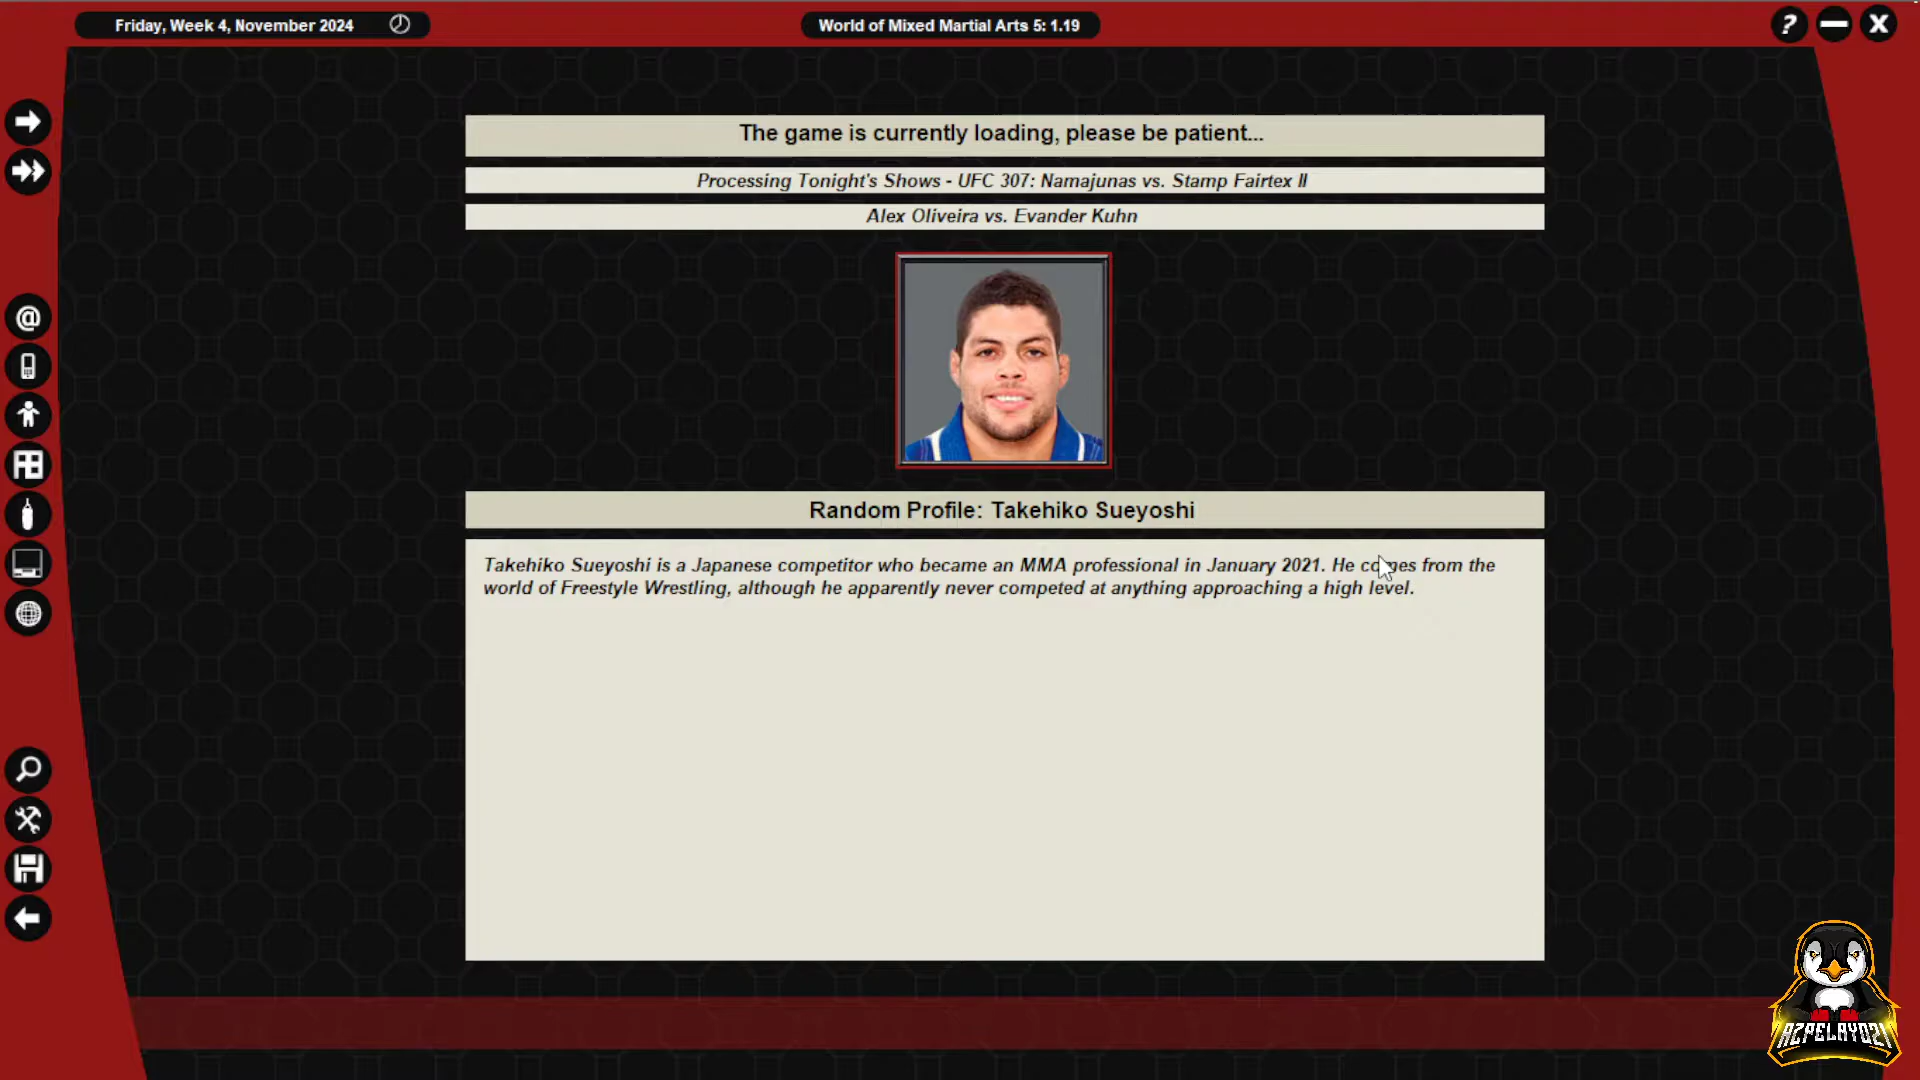 Friday, Week 4, November 2024
World of Mixed Martial Arts 5: 1.19
?
X
The game is currently loading, please be patient...
Processing Tonight's Shows - UFC 307: Namajunas vs. Stamp Fairtex II
Alex Oliveira vs. Evander Kuhn
@
Random Profile: Takehiko Sueyoshi
Takehiko Sueyoshi is a Japanese competitor who became an MMA professional in January 2021. He comes from the
world of Freestyle Wrestling, although he apparently never competed at anything approaching a high level.
AZPELAYO21